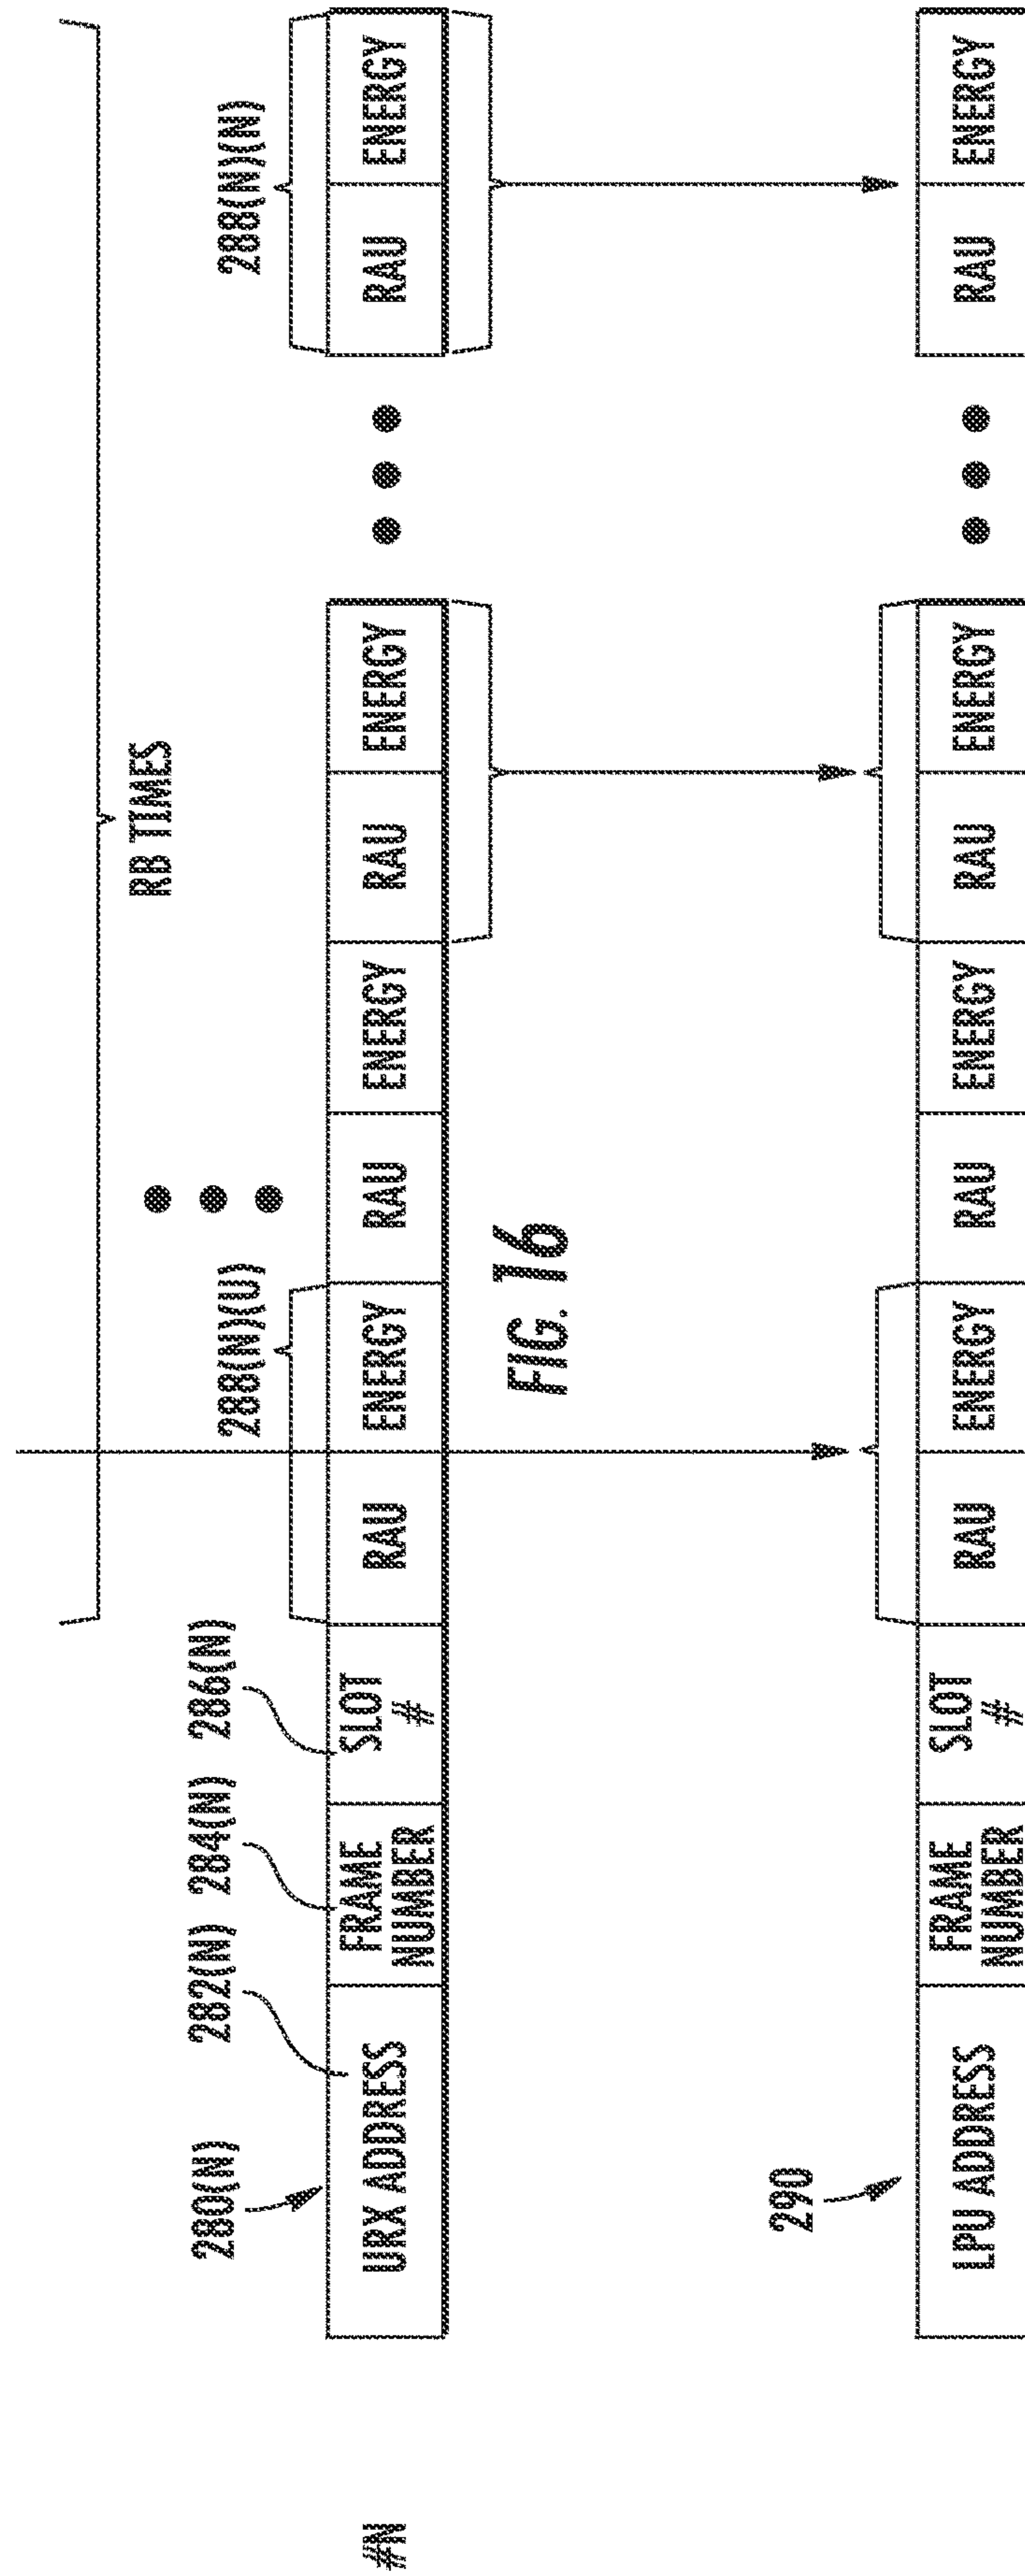 RB TIMES
280(N) 282(N) 284(N) 286(N) 288(N)(U) 288(N)(N)
#N
URX ADDRESS
FRAME
NUMBER
SLOT
#
RAU ENERGY RAU ENERGY RAU ENERGY RAU ENERGY
FIG. 16
290
LPU ADDRESS
FRAME
NUMBER
SLOT
#
RAU ENERGY RAU ENERGY RAU ENERGY RAU ENERGY